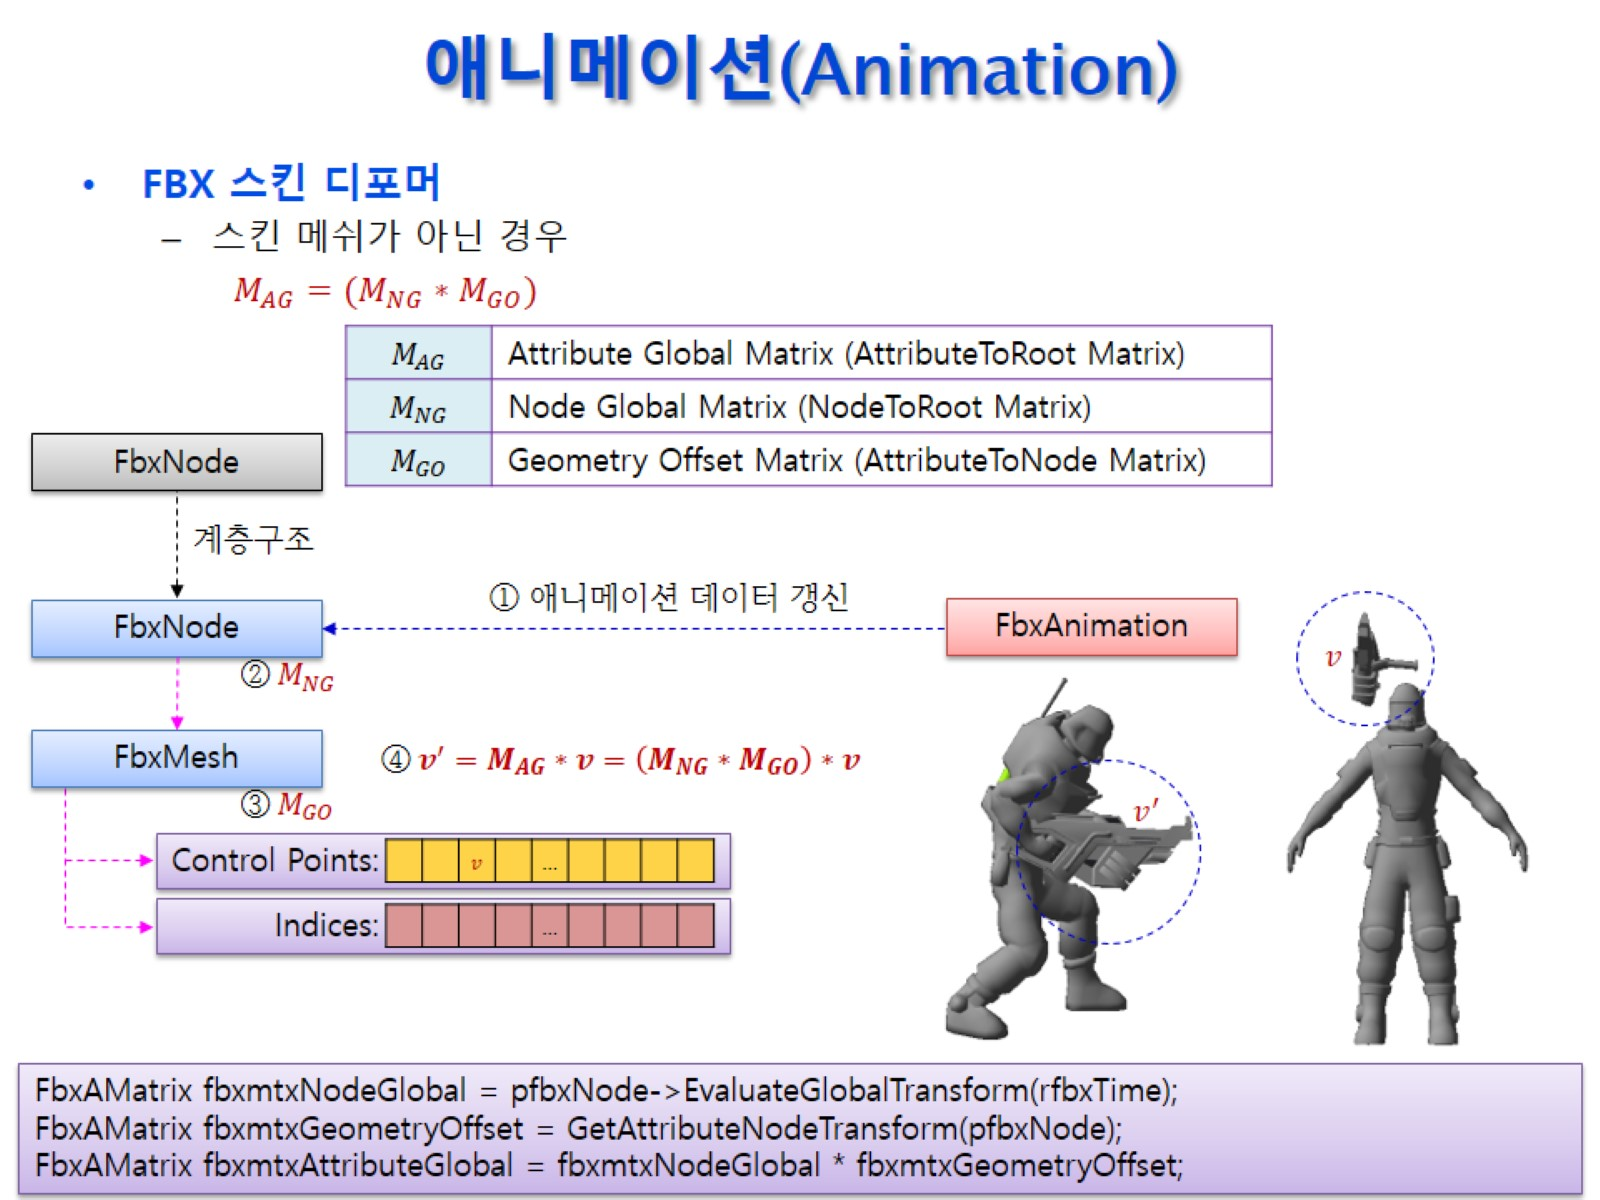 애니메이션(Animation)
• FBX 스킨 디포머
– 스킨 메쉬가 아닌 경우
M_AG = (M_NG * M_GO)
M_AG Attribute Global Matrix (AttributeToRoot Matrix)
M_NG Node Global Matrix (NodeToRoot Matrix)
M_GO Geometry Offset Matrix (AttributeToNode Matrix)
FbxNode
계층구조
① 애니메이션 데이터 갱신
FbxNode
FbxAnimation
② M_NG
v
FbxMesh
④ v′ = M_AG * v = (M_NG * M_GO) * v
③ M_GO
v′
Control Points: v ...
Indices: ...
FbxAMatrix fbxmtxNodeGlobal = pfbxNode->EvaluateGlobalTransform(rfbxTime);
FbxAMatrix fbxmtxGeometryOffset = GetAttributeNodeTransform(pfbxNode);
FbxAMatrix fbxmtxAttributeGlobal = fbxmtxNodeGlobal * fbxmtxGeometryOffset;